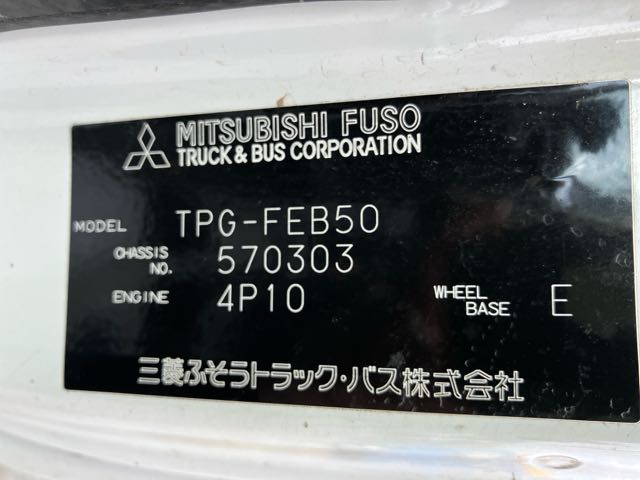 MITSUBISHI FUSO
TRUCK & BUS CORPORATION
MODEL TPG-FEB50
CHASSIS NO. 570303
ENGINE 4P10 WHEEL BASE E
三菱ふそうトラック・バス株式会社